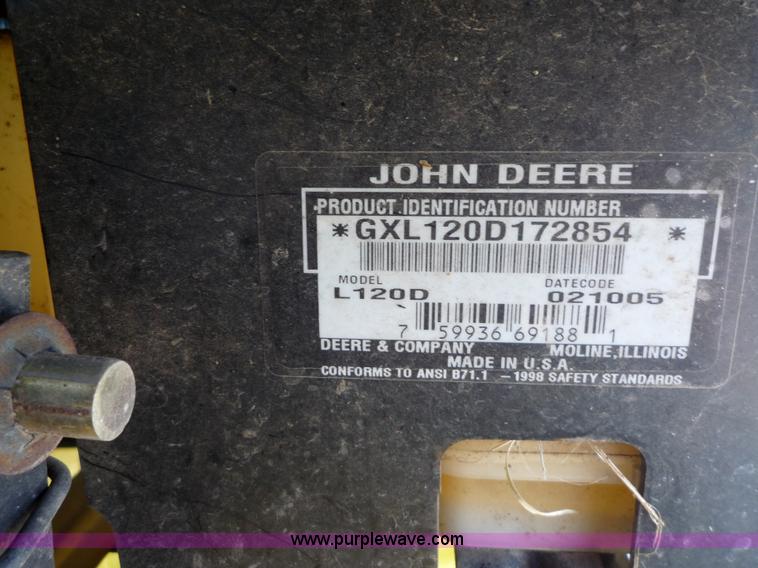 JOHN DEERE
PRODUCT IDENTIFICATION NUMBER
*GXL120D172854 *
MODEL DATECODE
L120D 021005
7 59936 69188 1
DEERE & COMPANY MOLINE, ILLINOIS
MADE IN U.S.A.
CONFORMS TO ANSI B71.1 -1998 SAFETY STANDARDS
www.purplewave.com